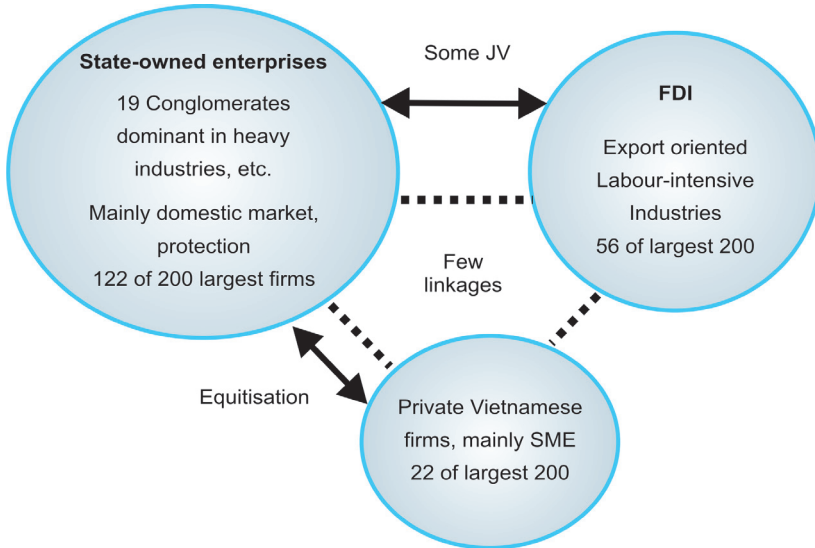 State-owned enterprises
19 Conglomerates
dominant in heavy
industries, etc.
Mainly domestic market,
protection
122 of 200 largest firms
Some JV
FDI
Export oriented
Labour-intensive
Industries
56 of largest 200
Few
linkages
Equitisation
Private Vietnamese
firms, mainly SME
22 of largest 200